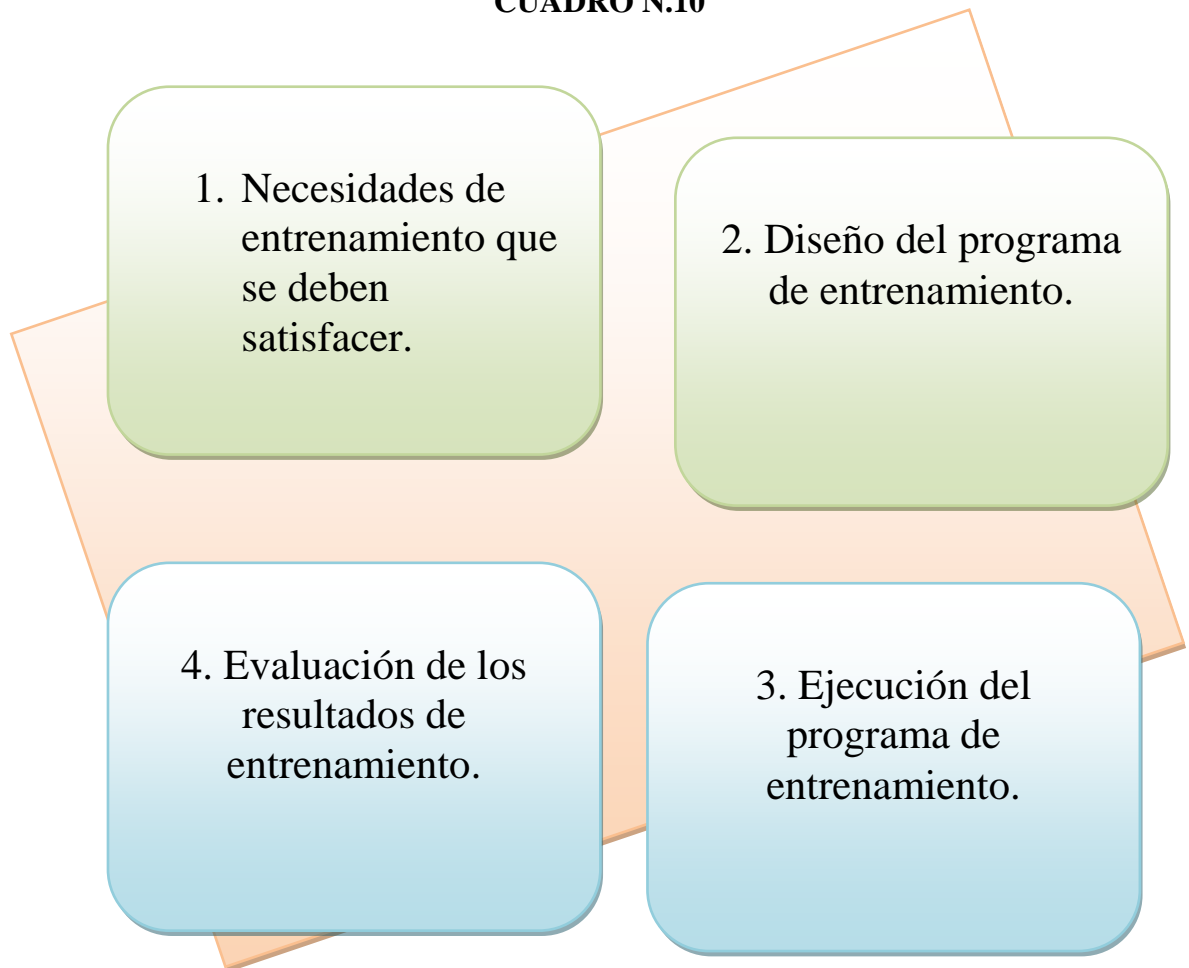 CUADRO N.10
1. Necesidades de
entrenamiento que
se deben
satisfacer.
2. Diseño del programa
de entrenamiento.
4. Evaluación de los
resultados de
entrenamiento.
3. Ejecución del
programa de
entrenamiento.